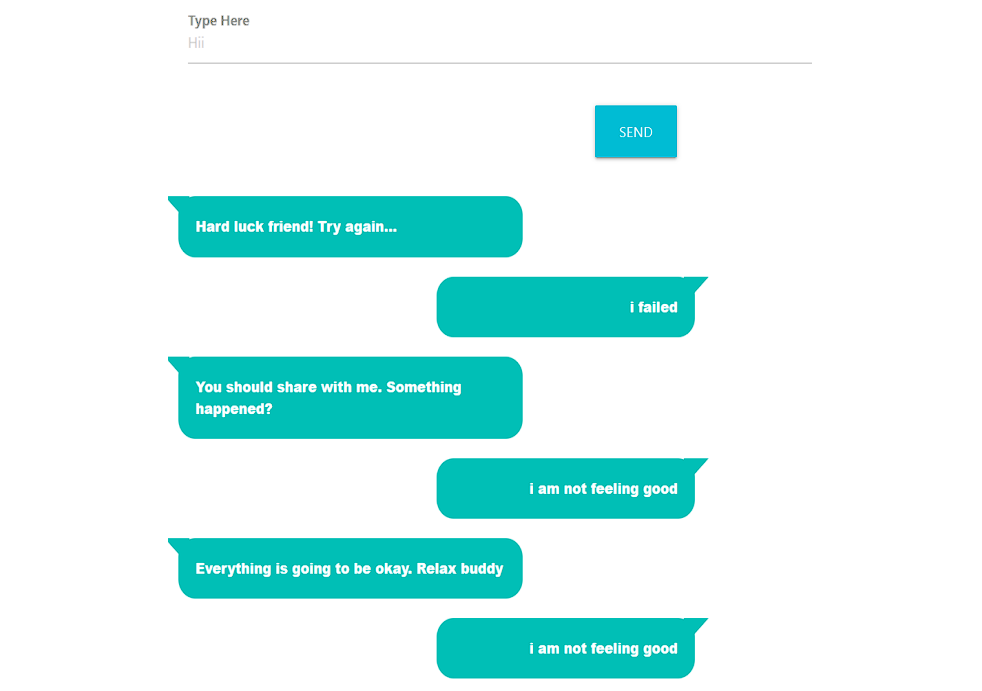 Type Here
Hii
SEND
Hard luck friend! Try again...
i failed
You should share with me. Something
happened?
i am not feeling good
Everything is going to be okay. Relax buddy
i am not feeling good